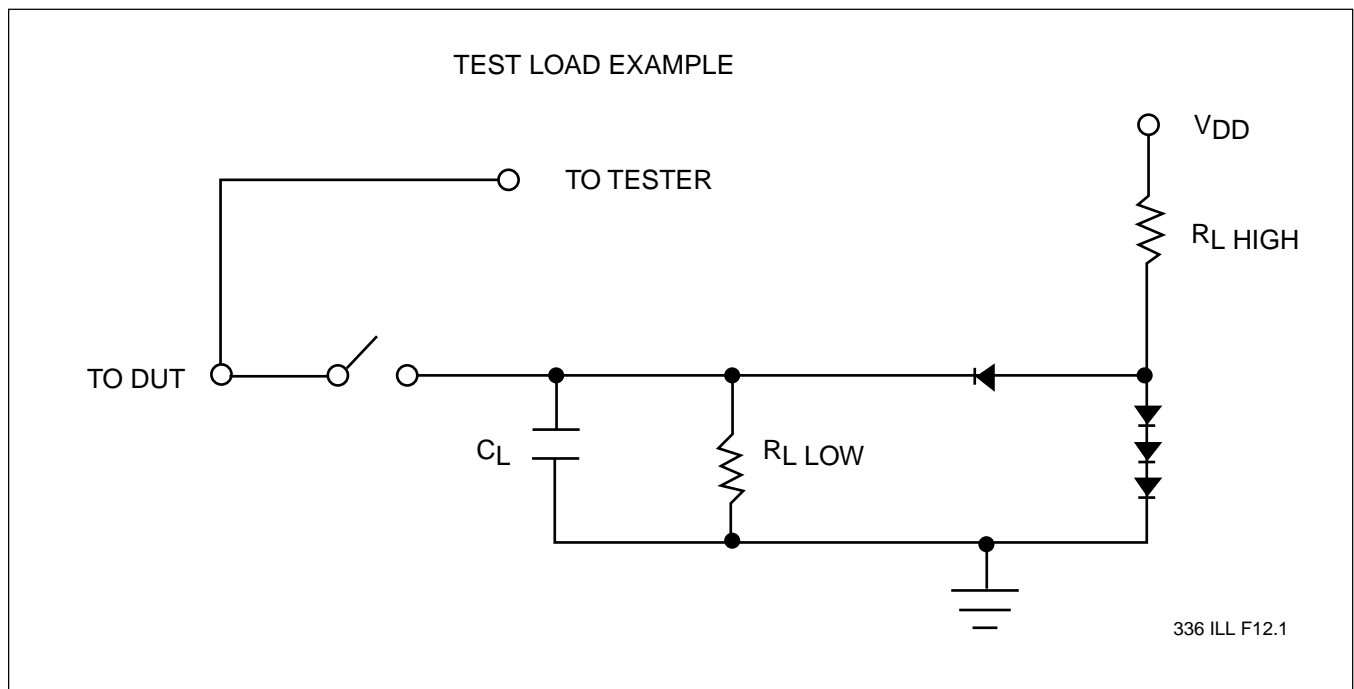 TEST LOAD EXAMPLE
VDD
TO TESTER
RL HIGH
TO DUT
CL
RL LOW
336 ILL F12.1